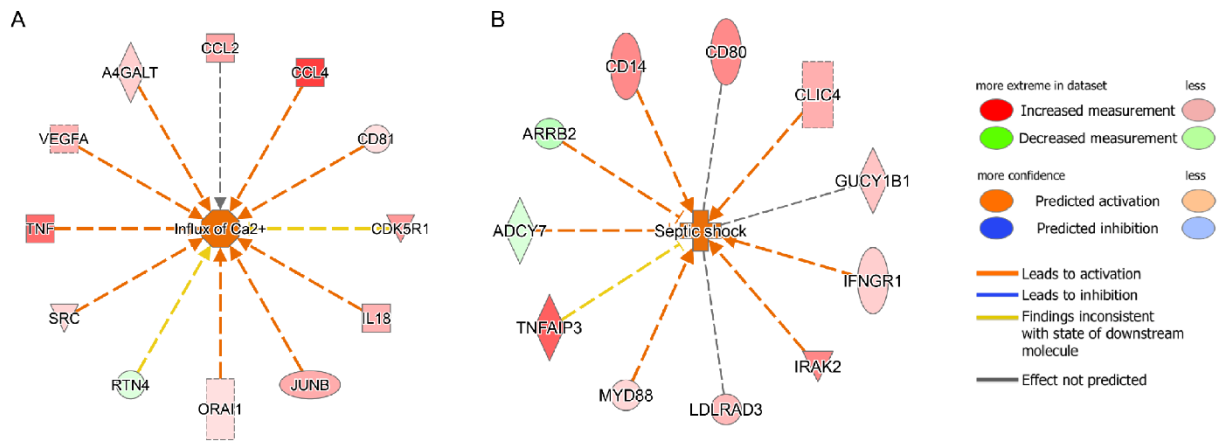 A
CCL2
A4GALT
CCL4
VEGFA
CD81
TNF
Influx of Ca2+
CDK5R1
SRC
IL18
RTN4
JUNB
ORAI1
B
CD80
CD14
CLIC4
ARRB2
GUCY1B1
ADCY7
Septic shock
IFNGR1
TNFAIP3
IRAK2
MYD88
LDLRAD3
more extreme in dataset less
Increased measurement
Decreased measurement
more confidence less
Predicted activation
Predicted inhibition
Leads to activation
Leads to inhibition
Findings inconsistent
with state of downstream
molecule
Effect not predicted